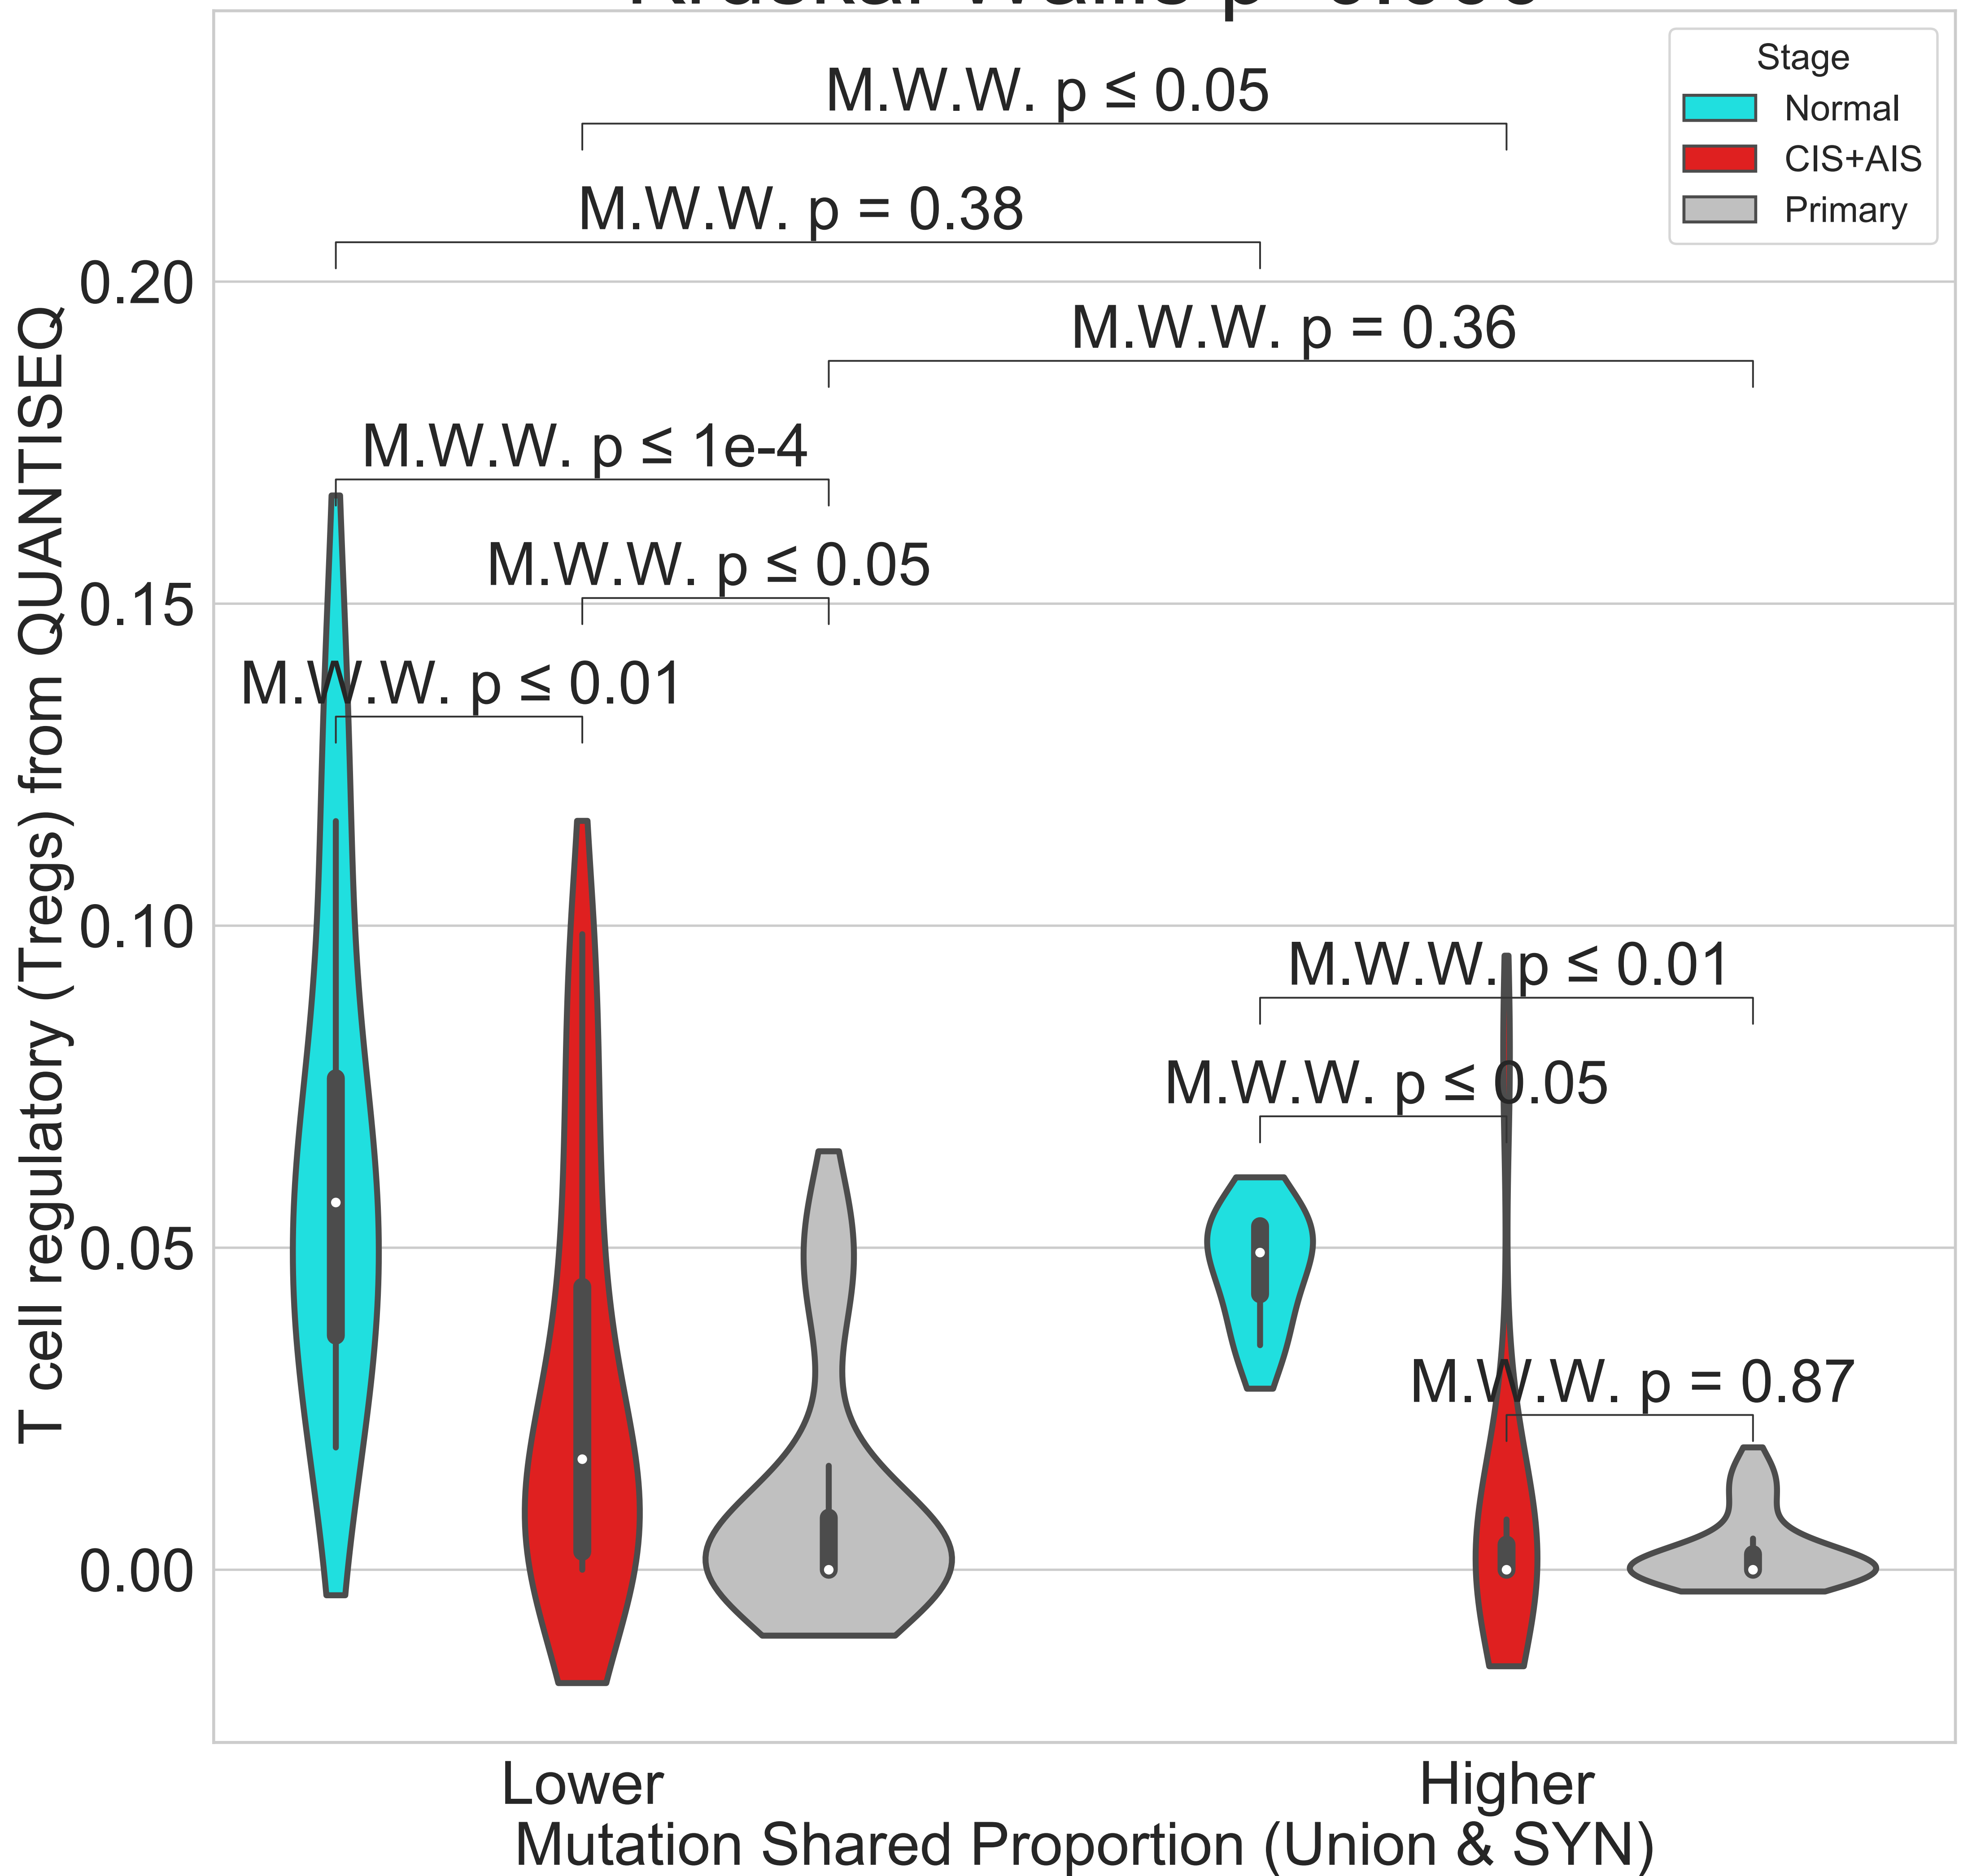 Stage
Normal
CIS+AIS
Primary
M.W.W. p ≤ 0.05
M.W.W. p = 0.38
M.W.W. p = 0.36
M.W.W. p ≤ 1e-4
M.W.W. p ≤ 0.05
M.W.W. p ≤ 0.01
M.W.W. p ≤ 0.01
M.W.W. p ≤ 0.05
M.W.W. p = 0.87
T cell regulatory (Tregs) from QUANTISEQ
0.20
0.15
0.10
0.05
0.00
Lower
Higher
Mutation Shared Proportion (Union & SYN)